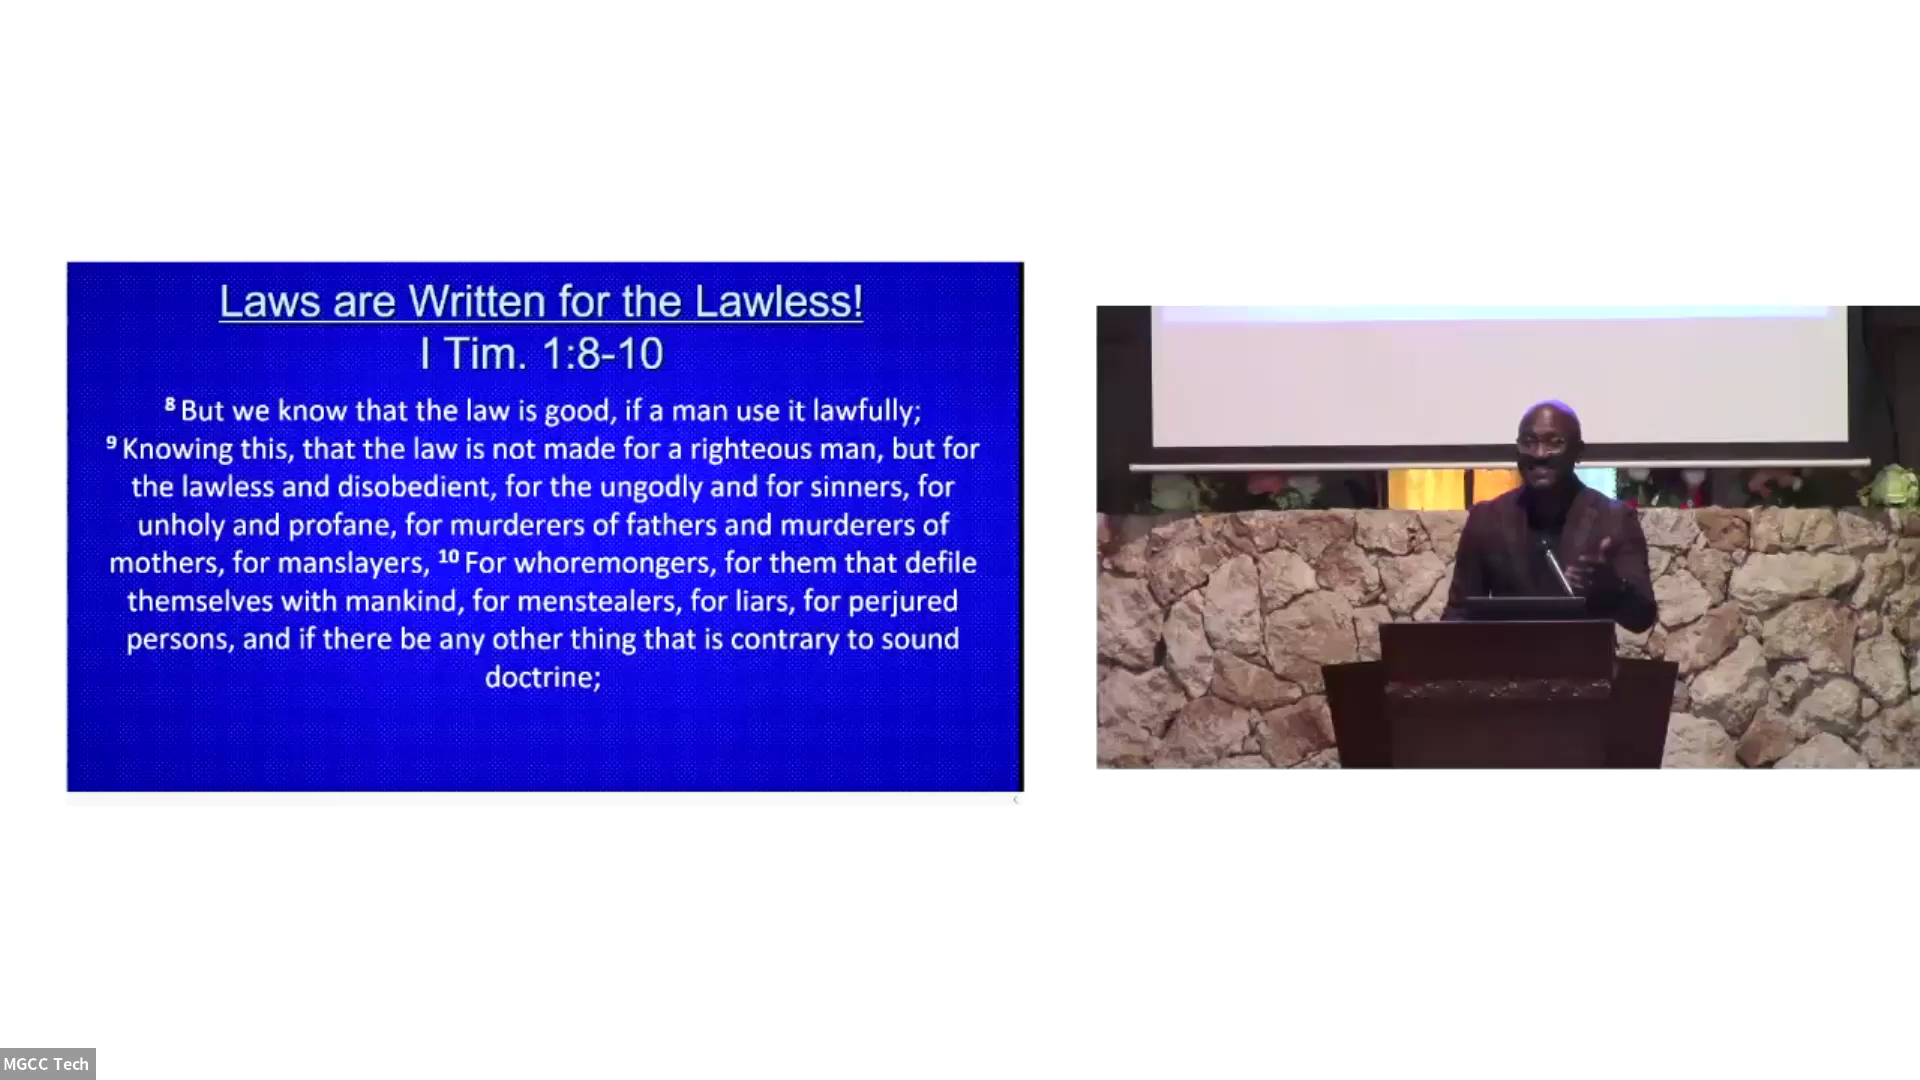 Laws are Written for the Lawless!
I Tim. 1:8-10
8 But we know that the law is good, if a man use it lawfully;
9 Knowing this, that the law is not made for a righteous man, but for
the lawless and disobedient, for the ungodly and for sinners, for
unholy and profane, for murderers of fathers and murderers of
mothers, for manslayers, 10 For whoremongers, for them that defile
themselves with mankind, for menstealers, for liars, for perjured
persons, and if there be any other thing that is contrary to sound
doctrine;
MGCC Tech